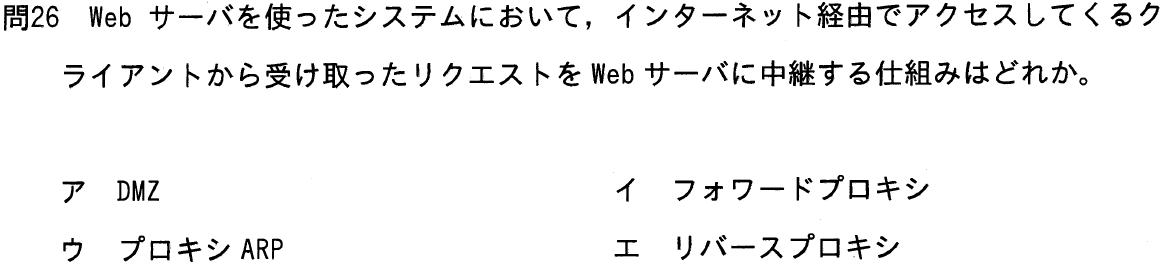 問26 Web サーバを使ったシステムにおいて，インターネット経由でアクセスしてくるク
ライアントから受け取ったリクエストを Web サーバに中継する仕組みはどれか。
ア DMZ イ フォワードプロキシ
ウ プロキシ ARP エ リバースプロキシ